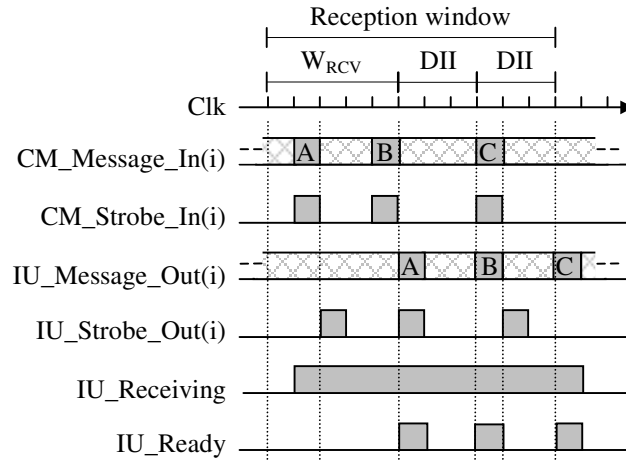 Reception window
W_RCV DII DII
Clk
CM_Message_In(i) A B C
CM_Strobe_In(i)
IU_Message_Out(i) A B C
IU_Strobe_Out(i)
IU_Receiving
IU_Ready